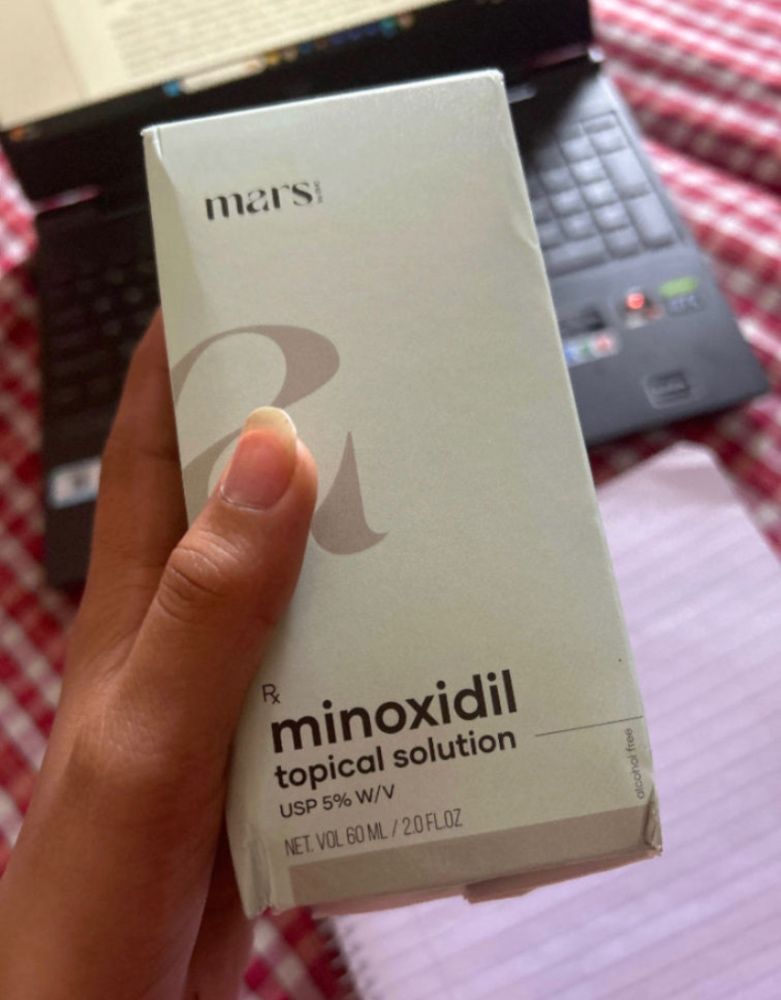 mars
a
Rx
minoxidil
topical solution
USP 5% W/V
NET. VOL 60 ML / 2.0 FL.OZ
alcohol free